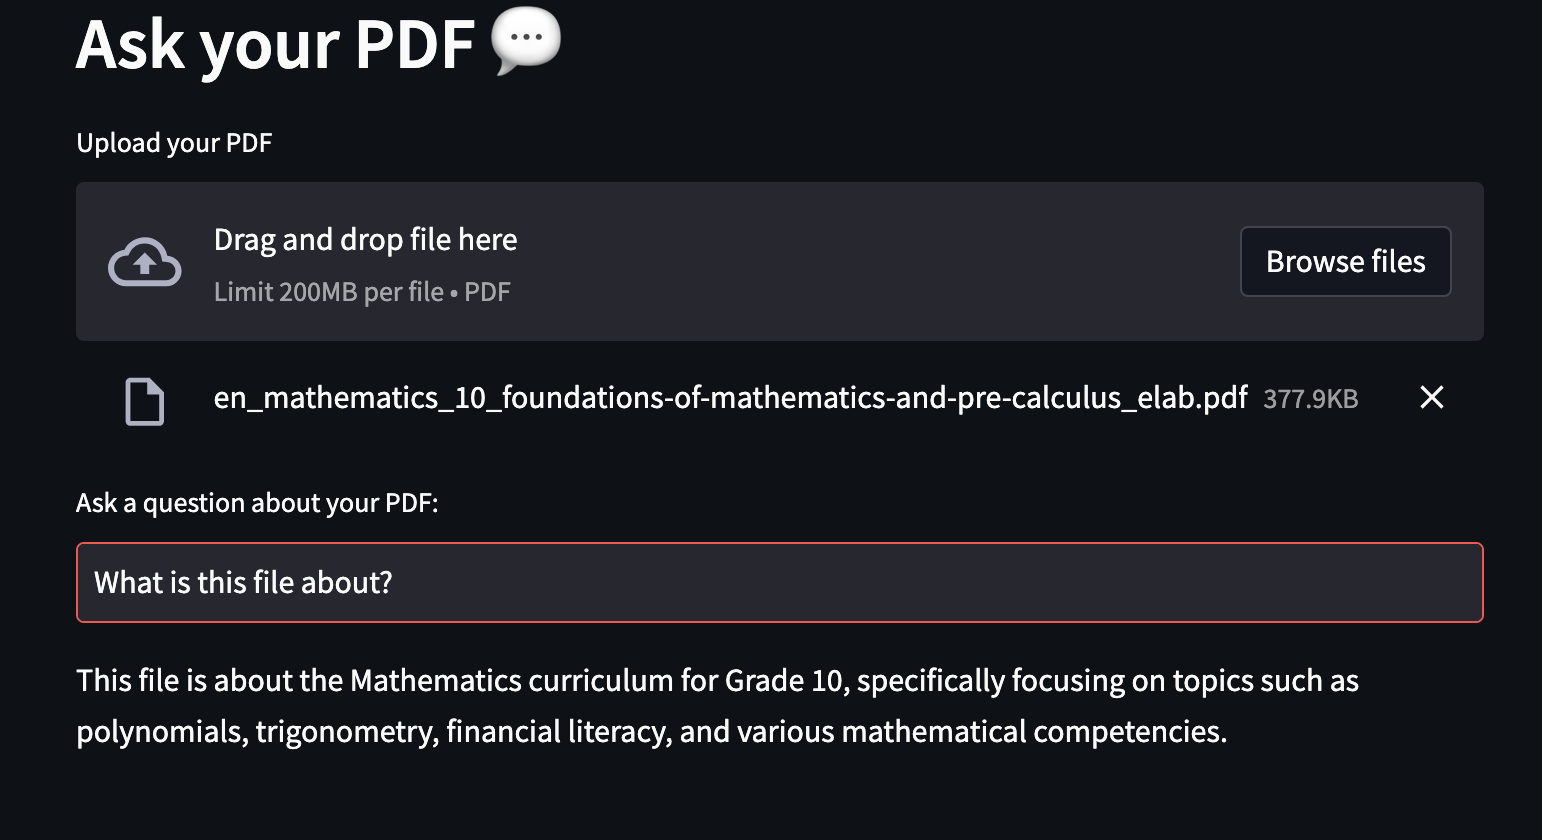 Ask your PDF 💬
Upload your PDF
Drag and drop file here
Limit 200MB per file • PDF
Browse files
en_mathematics_10_foundations-of-mathematics-and-pre-calculus_elab.pdf 377.9KB
Ask a question about your PDF:
What is this file about?
This file is about the Mathematics curriculum for Grade 10, specifically focusing on topics such as
polynomials, trigonometry, financial literacy, and various mathematical competencies.